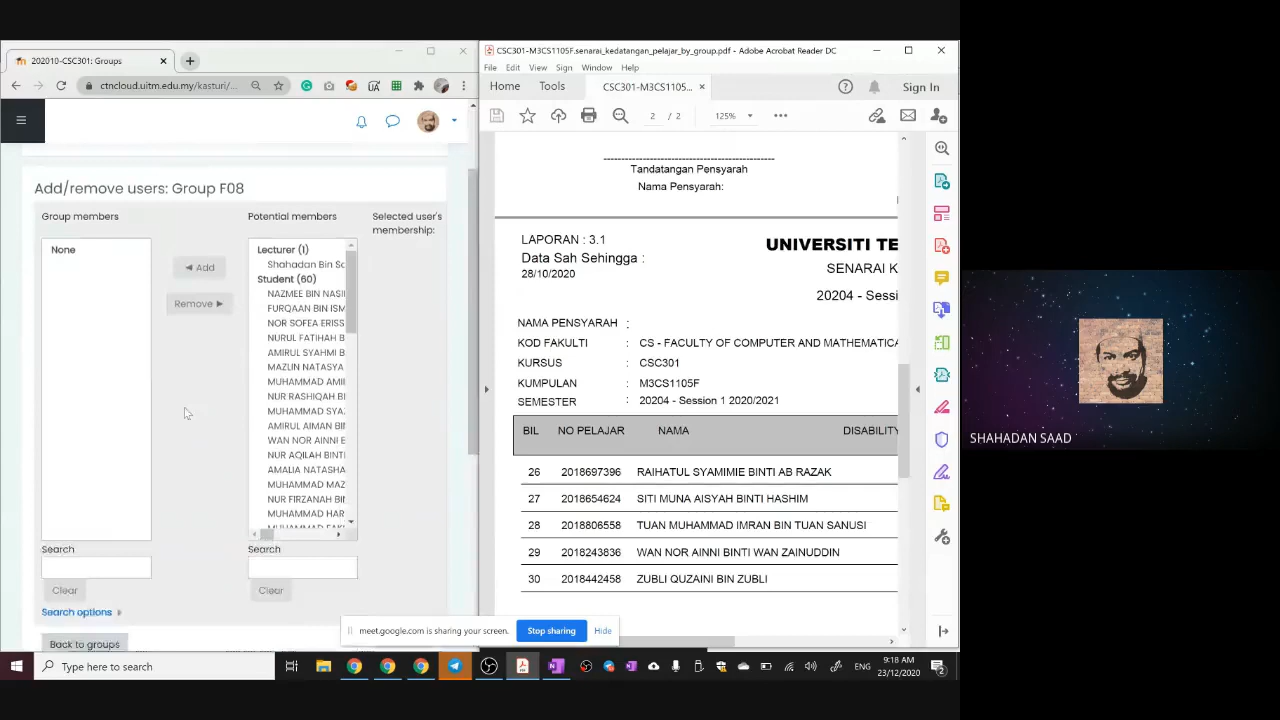 202010-CSC301: Groups
ctncloud.uitm.edu.my/kasturi/...
Add/remove users: Group F08
Group members
Potential members
Selected user's
membership:
None
Lecturer (1)
Shahadan Bin Sa
Student (60)
NAZMEE BIN NASI
FURQAAN BIN ISM
NOR SOFEA ERISS
NURUL FATIHAH B
AMIRUL SYAHMI B
MAZLIN NATASYA
MUHAMMAD AMII
NUR RASHIQAH BI
MUHAMMAD SYA
AMIRUL AIMAN BIN
WAN NOR AINNI B
NUR AQILAH BINTI
AMALIA NATASHA
MUHAMMAD MAZ
NUR FIRZANAH BII
MUHAMMAD HAR
◄ Add
Remove ►
Search
Search
Clear
Clear
Search options
Back to groups
CSC301-M3CS1105F.senarai_kedatangan_pelajar_by_group.pdf - Adobe Acrobat Reader DC
File Edit View Sign Window Help
Home Tools CSC301-M3CS1105... Sign In
2 / 2 125%
Tandatangan Pensyarah
Nama Pensyarah:
LAPORAN : 3.1
Data Sah Sehingga :
28/10/2020
UNIVERSITI TE
SENARAI K
20204 - Sessi
NAMA PENSYARAH :
KOD FAKULTI : CS - FACULTY OF COMPUTER AND MATHEMATICA
KURSUS : CSC301
KUMPULAN : M3CS1105F
SEMESTER : 20204 - Session 1 2020/2021
BIL NO PELAJAR NAMA DISABILITY
26 2018697396 RAIHATUL SYAMIMIE BINTI AB RAZAK
27 2018654624 SITI MUNA AISYAH BINTI HASHIM
28 2018806558 TUAN MUHAMMAD IMRAN BIN TUAN SANUSI
29 2018243836 WAN NOR AINNI BINTI WAN ZAINUDDIN
30 2018442458 ZUBLI QUZAINI BIN ZUBLI
meet.google.com is sharing your screen. Stop sharing Hide
Type here to search
ENG
9:18 AM
23/12/2020
2
SHAHADAN SAAD